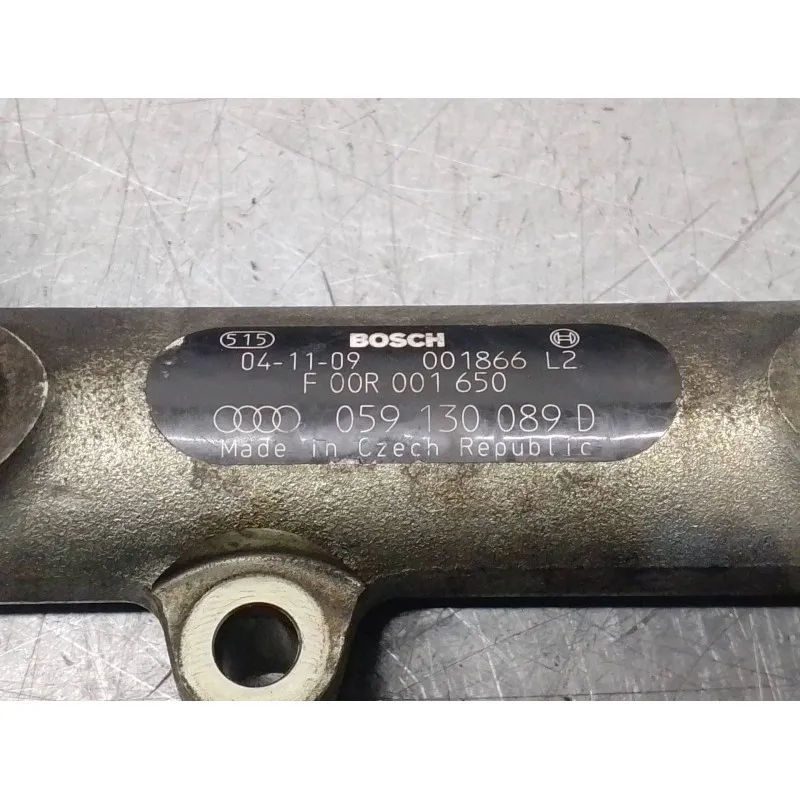 515 BOSCH
04-11-09 001866 L2
F 00R 001 650
059 130 089 D
Made in Czech Republic